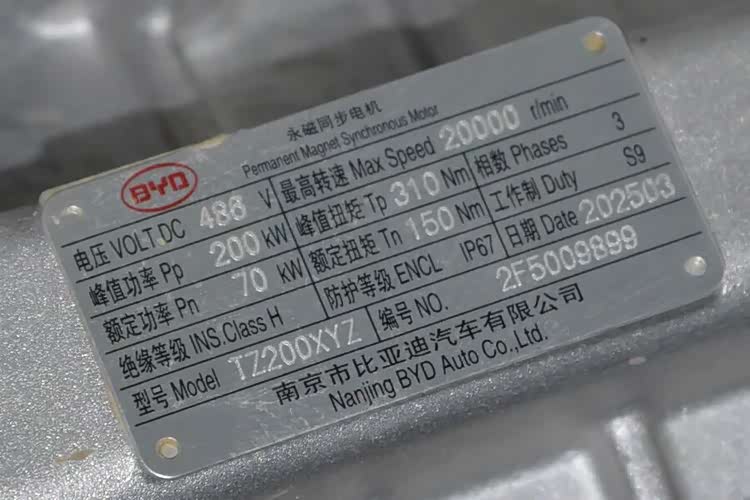 BYD
永磁同步电机
Permanent Magnet Synchronous Motor
电压 VOLT.DC 486 V 最高转速 Max Speed 20000 r/min
峰值功率 Pp 200 kW 峰值扭矩 Tp 310 Nm 相数 Phases 3
额定功率 Pn 70 kW 额定扭矩 Tn 150 Nm 工作制 Duty S9
绝缘等级 INS.Class H 防护等级 ENCL IP67 日期 Date 202503
型号 Model TZ200XYZ 编号 NO. 2F5009899
南京市比亚迪汽车有限公司
Nanjing BYD Auto Co.,Ltd.